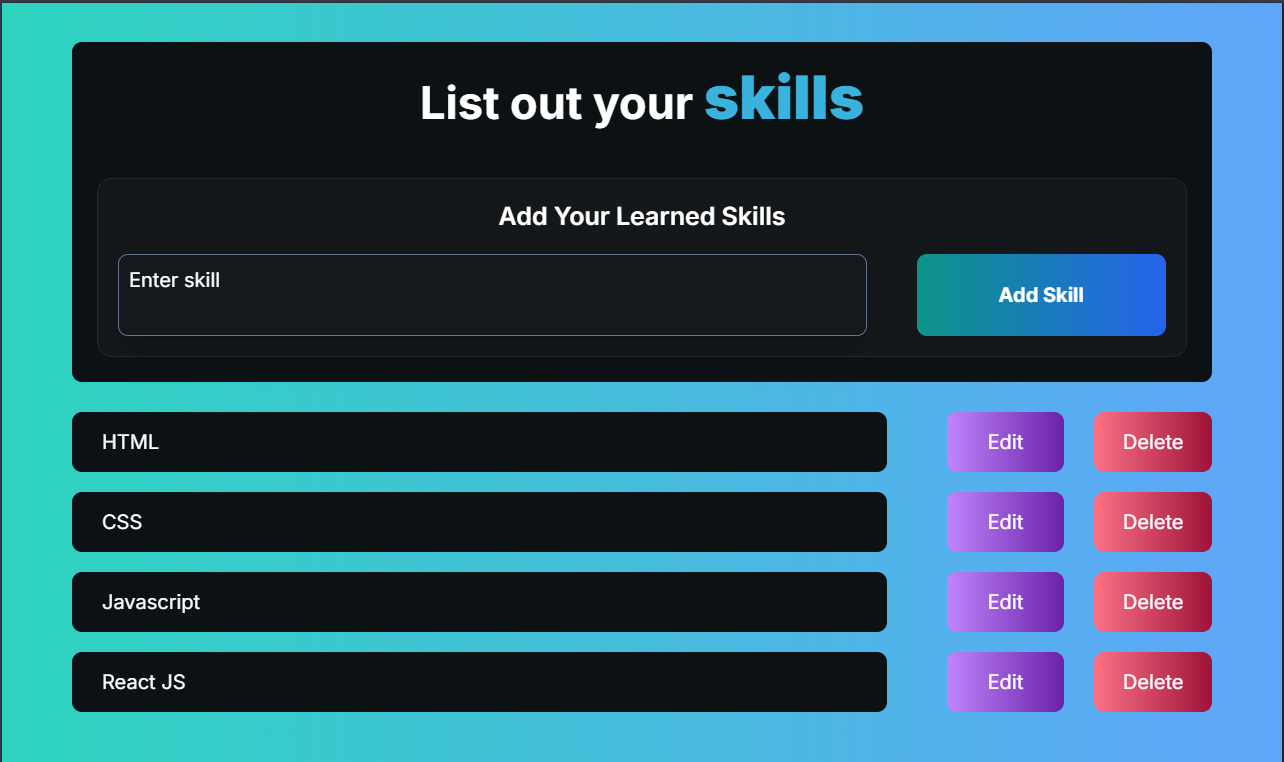 List out your skills
Add Your Learned Skills
Enter skill
Add Skill
HTML Edit Delete
CSS Edit Delete
Javascript Edit Delete
React JS Edit Delete